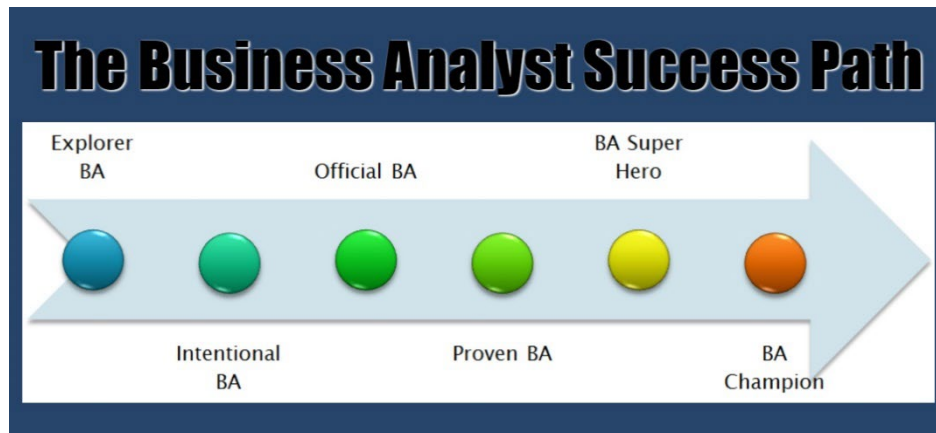 The Business Analyst Success Path
Explorer
BA
Intentional
BA
Official BA
Proven BA
BA Super
Hero
BA
Champion